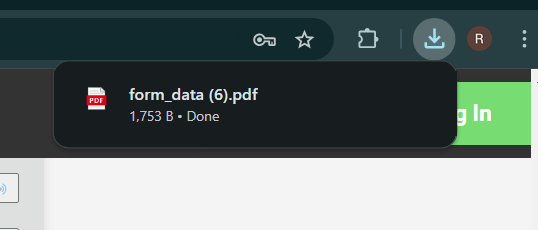 R
PDF
form_data (6).pdf
1,753 B • Done
g In